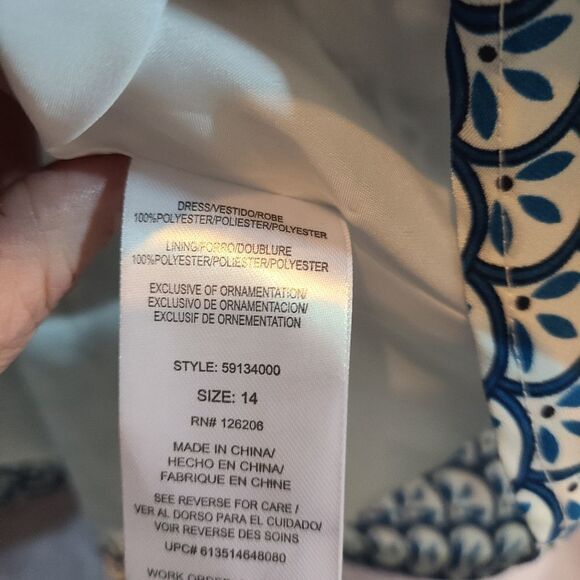 DRESS/VESTIDO/ROBE
100%POLYESTER/POLIESTER/POLYESTER
LINING/FORRO/DOUBLURE
100%POLYESTER/POLIESTER/POLYESTER
EXCLUSIVE OF ORNAMENTATION/
EXCLUSIVO DE ORNAMENTACION/
EXCLUSIF DE ORNEMENTATION
STYLE: 59134000
SIZE: 14
RN# 126206
MADE IN CHINA/
HECHO EN CHINA/
FABRIQUE EN CHINE
SEE REVERSE FOR CARE /
VER AL DORSO PARA EL CUIDADO/
VOIR REVERSE DES SOINS
UPC# 613514648080
WORK ORDER